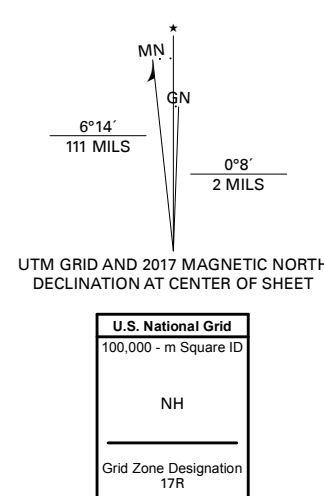 ★
MN
GN
6°14´
111 MILS
0°8´
2 MILS
UTM GRID AND 2017 MAGNETIC NORTH
DECLINATION AT CENTER OF SHEET
U.S. National Grid
100,000 - m Square ID
NH
Grid Zone Designation
17R